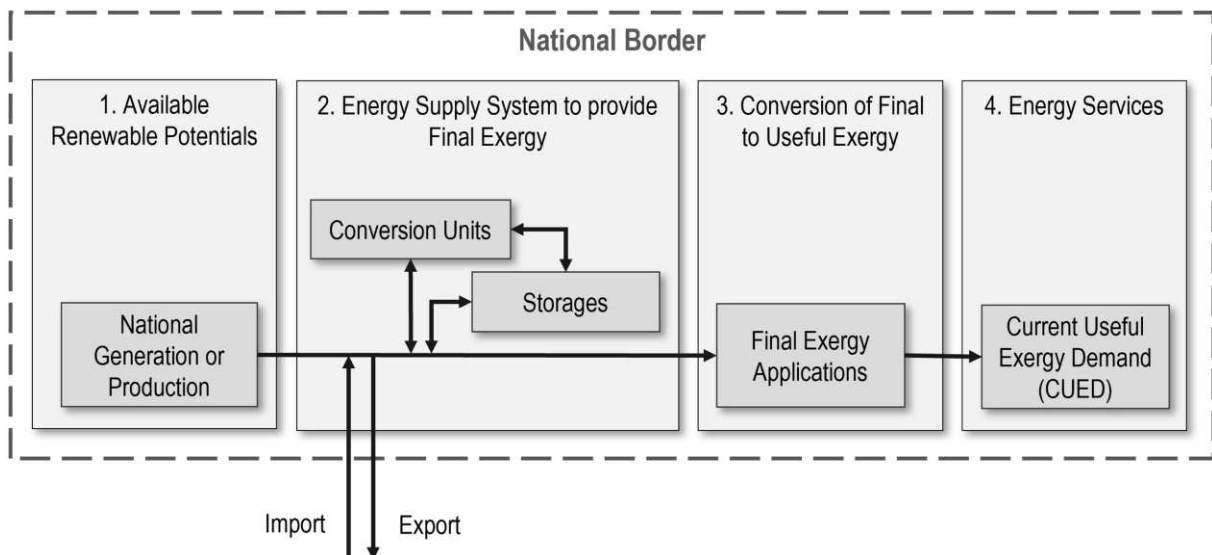 National Border
1. Available
Renewable Potentials
2. Energy Supply System to provide
Final Exergy
3. Conversion of Final
to Useful Exergy
4. Energy Services
Conversion Units
Storages
National
Generation or
Production
Final Exergy
Applications
Current Useful
Exergy Demand
(CUED)
Import
Export